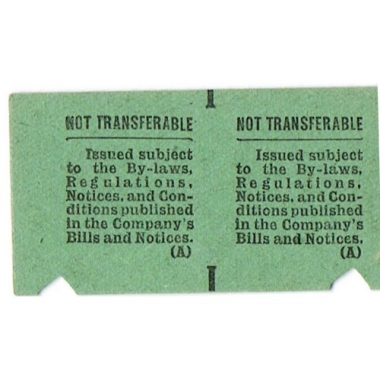 NOT TRANSFERABLE
Issued subject
to the By-laws,
Regulations,
Notices, and Con-
ditions published
in the Company's
Bills and Notices.
(A)
NOT TRANSFERABLE
Issued subject
to the By-laws,
Regulations,
Notices, and Con-
ditions published
in the Company's
Bills and Notices.
(A)